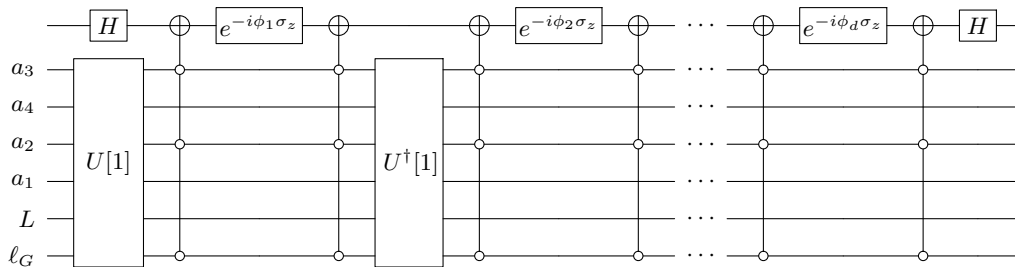 H e^{-iϕ_1σ_z} e^{-iϕ_2σ_z} ⋯ e^{-iϕ_dσ_z} H
a_3 ⋯
a_4 ⋯
a_2 ⋯
U[1] U^†[1]
a_1 ⋯
L ⋯
ℓ_G ⋯